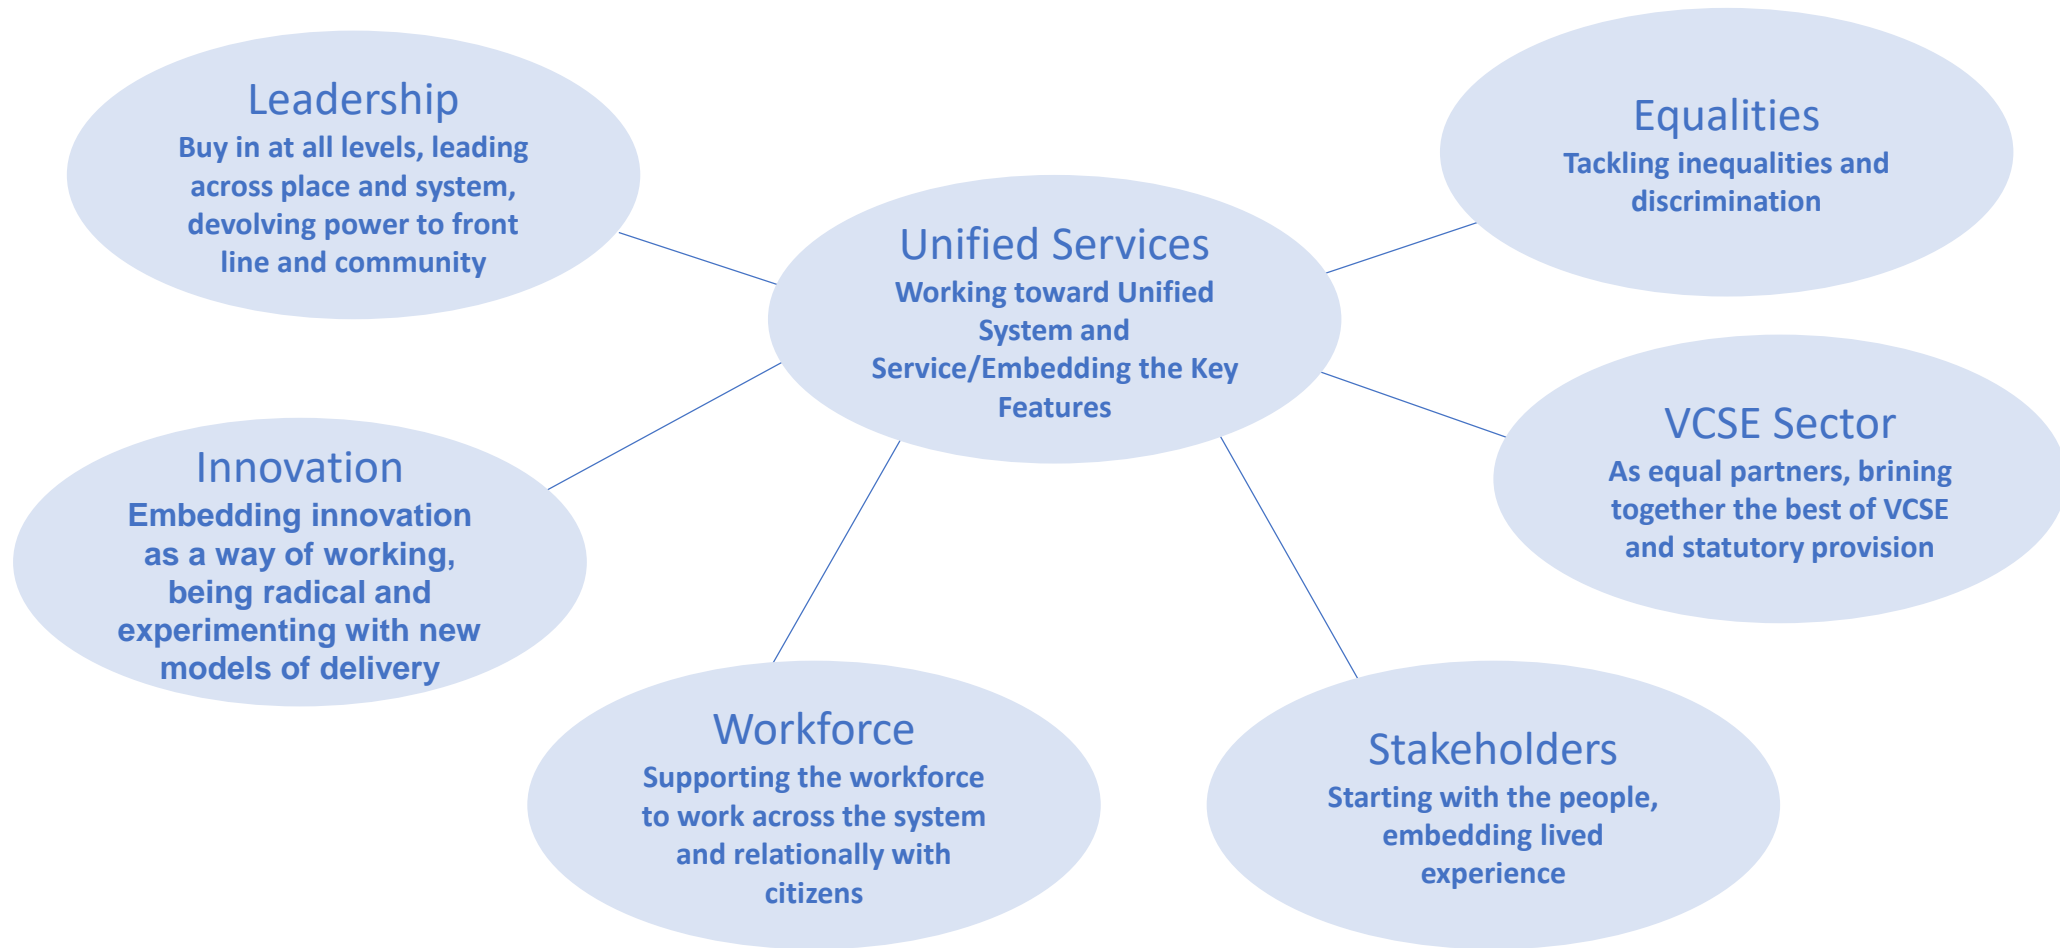 Leadership
Buy in at all levels, leading
across place and system,
devolving power to front
line and community
Equalities
Tackling inequalities and
discrimination
Unified Services
Working toward Unified
System and
Service/Embedding the Key
Features
VCSE Sector
As equal partners, brining
together the best of VCSE
and statutory provision
Innovation
Embedding innovation
as a way of working,
being radical and
experimenting with new
models of delivery
Workforce
Supporting the workforce
to work across the system
and relationally with
citizens
Stakeholders
Starting with the people,
embedding lived
experience